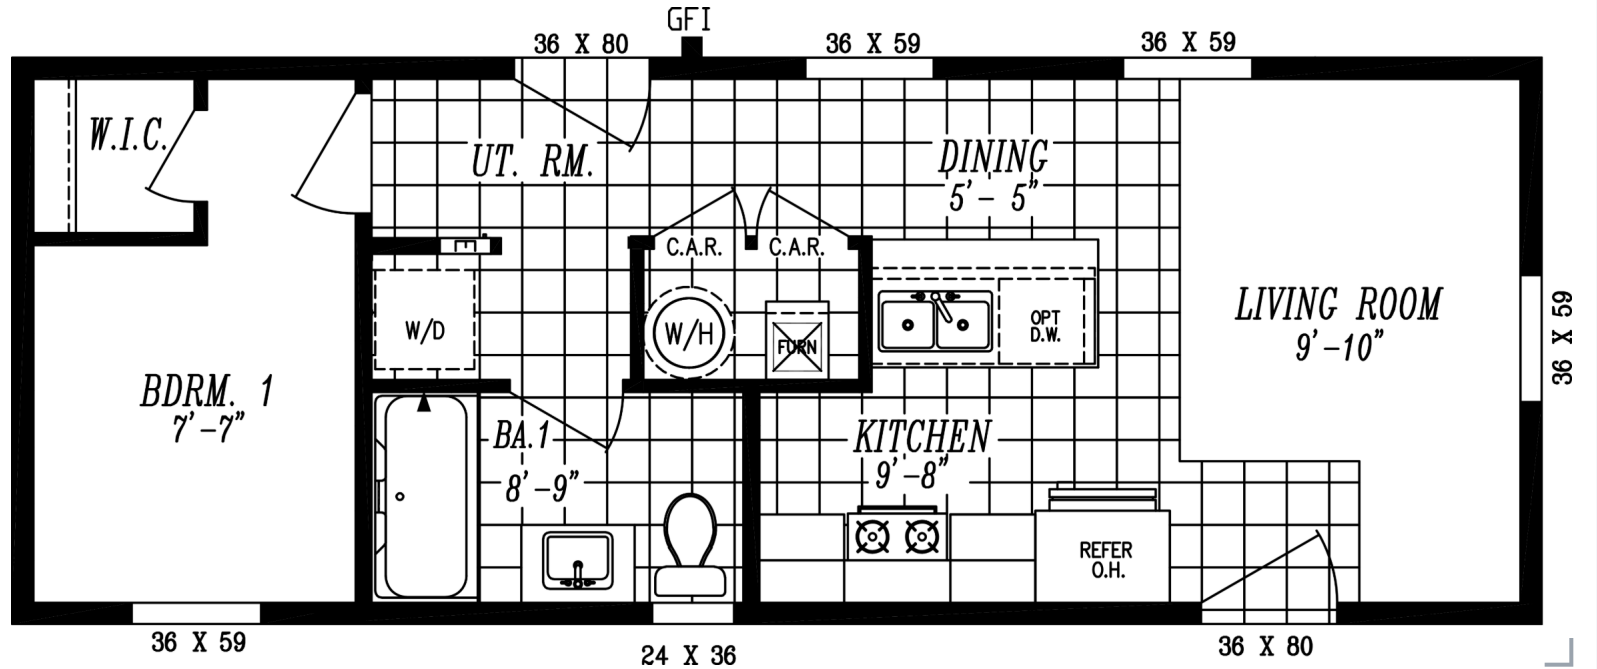 GFI
36 X 80
36 X 59
36 X 59
W.I.C.
UT. RM.
DINING
5'- 5"
C.A.R.
C.A.R.
E
W/D
W/H
FURN
OPT
D.W.
LIVING ROOM
9'-10"
36 X 59
BDRM. 1
7'-7"
BA.1
8'-9"
KITCHEN
9'-8"
REFER
O.H.
36 X 59
24 X 36
36 X 80